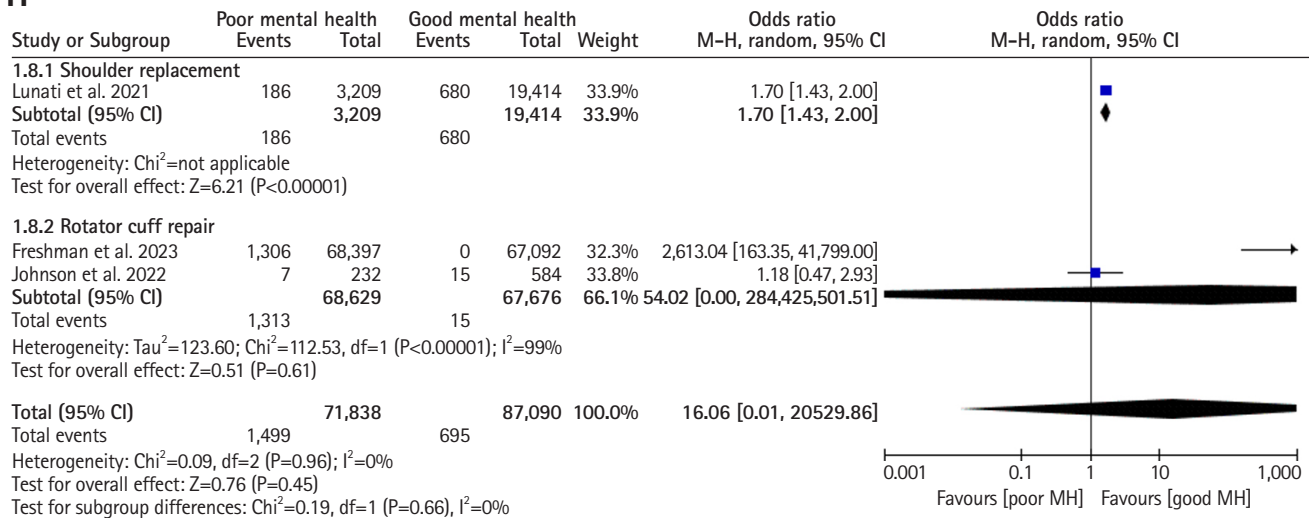 H
Poor mental health Good mental health Odds ratio Odds ratio
Study or Subgroup Events Total Events Total Weight M-H, random, 95% CI M-H, random, 95% CI
1.8.1 Shoulder replacement
Lunati et al. 2021 186 3,209 680 19,414 33.9% 1.70 [1.43, 2.00]
Subtotal (95% CI) 3,209 19,414 33.9% 1.70 [1.43, 2.00]
Total events 186 680
Heterogeneity: Chi²=not applicable
Test for overall effect: Z=6.21 (P<0.00001)
1.8.2 Rotator cuff repair
Freshman et al. 2023 1,306 68,397 0 67,092 32.3% 2,613.04 [163.35, 41,799.00]
Johnson et al. 2022 7 232 15 584 33.8% 1.18 [0.47, 2.93]
Subtotal (95% CI) 68,629 67,676 66.1% 54.02 [0.00, 284,425,501.51]
Total events 1,313 15
Heterogeneity: Tau²=123.60; Chi²=112.53, df=1 (P<0.00001); I²=99%
Test for overall effect: Z=0.51 (P=0.61)
Total (95% CI) 71,838 87,090 100.0% 16.06 [0.01, 20529.86]
Total events 1,499 695
Heterogeneity: Chi²=0.09, df=2 (P=0.96); I²=0%
Test for overall effect: Z=0.76 (P=0.45)
Test for subgroup differences: Chi²=0.19, df=1 (P=0.66), I²=0%
0.001 0.1 1 10 1,000
Favours [poor MH] Favours [good MH]